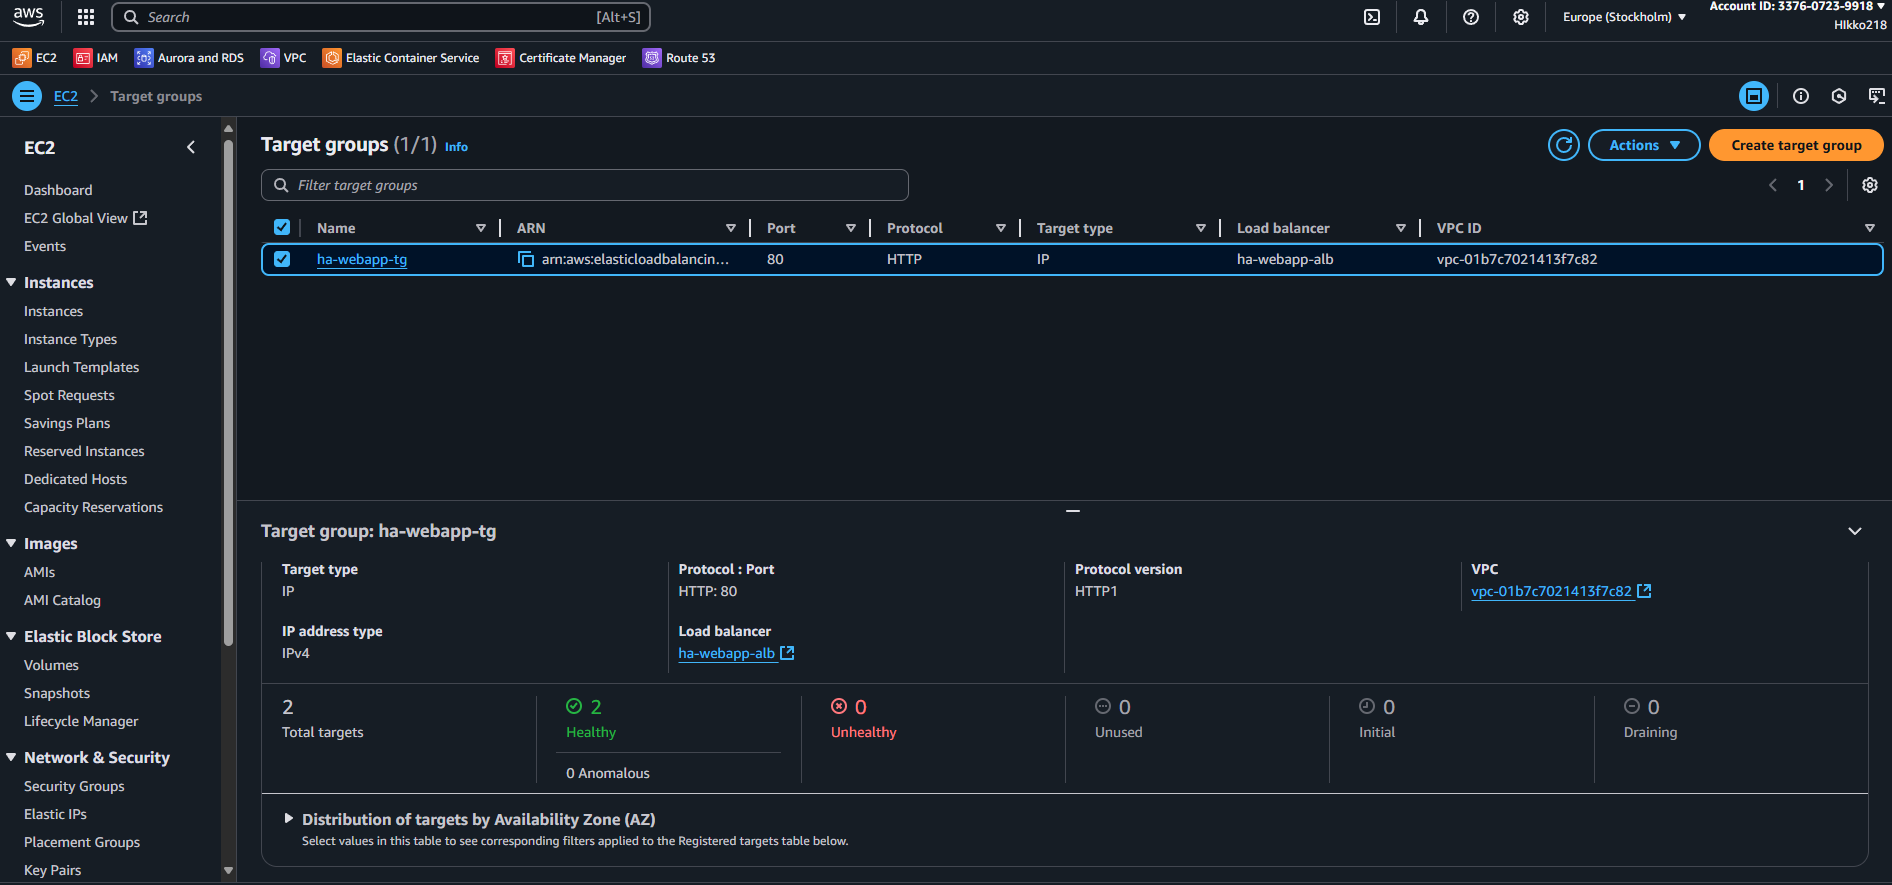 aws
Search [Alt+S]
Europe (Stockholm)
Account ID: 3376-0723-9918
HIkko218
EC2 IAM Aurora and RDS VPC Elastic Container Service Certificate Manager Route 53
EC2 Target groups
EC2
Dashboard
EC2 Global View
Events
Instances
Instances
Instance Types
Launch Templates
Spot Requests
Savings Plans
Reserved Instances
Dedicated Hosts
Capacity Reservations
Images
AMIs
AMI Catalog
Elastic Block Store
Volumes
Snapshots
Lifecycle Manager
Network & Security
Security Groups
Elastic IPs
Placement Groups
Key Pairs
Target groups (1/1) Info
Actions
Create target group
Filter target groups
1
Name ARN Port Protocol Target type Load balancer VPC ID
ha-webapp-tg arn:aws:elasticloadbalancin... 80 HTTP IP ha-webapp-alb vpc-01b7c7021413f7c82
Target group: ha-webapp-tg
Target type
IP
Protocol : Port
HTTP: 80
Protocol version
HTTP1
VPC
vpc-01b7c7021413f7c82
IP address type
IPv4
Load balancer
ha-webapp-alb
2
Total targets
2
Healthy
0 Anomalous
0
Unhealthy
0
Unused
0
Initial
0
Draining
Distribution of targets by Availability Zone (AZ)
Select values in this table to see corresponding filters applied to the Registered targets table below.